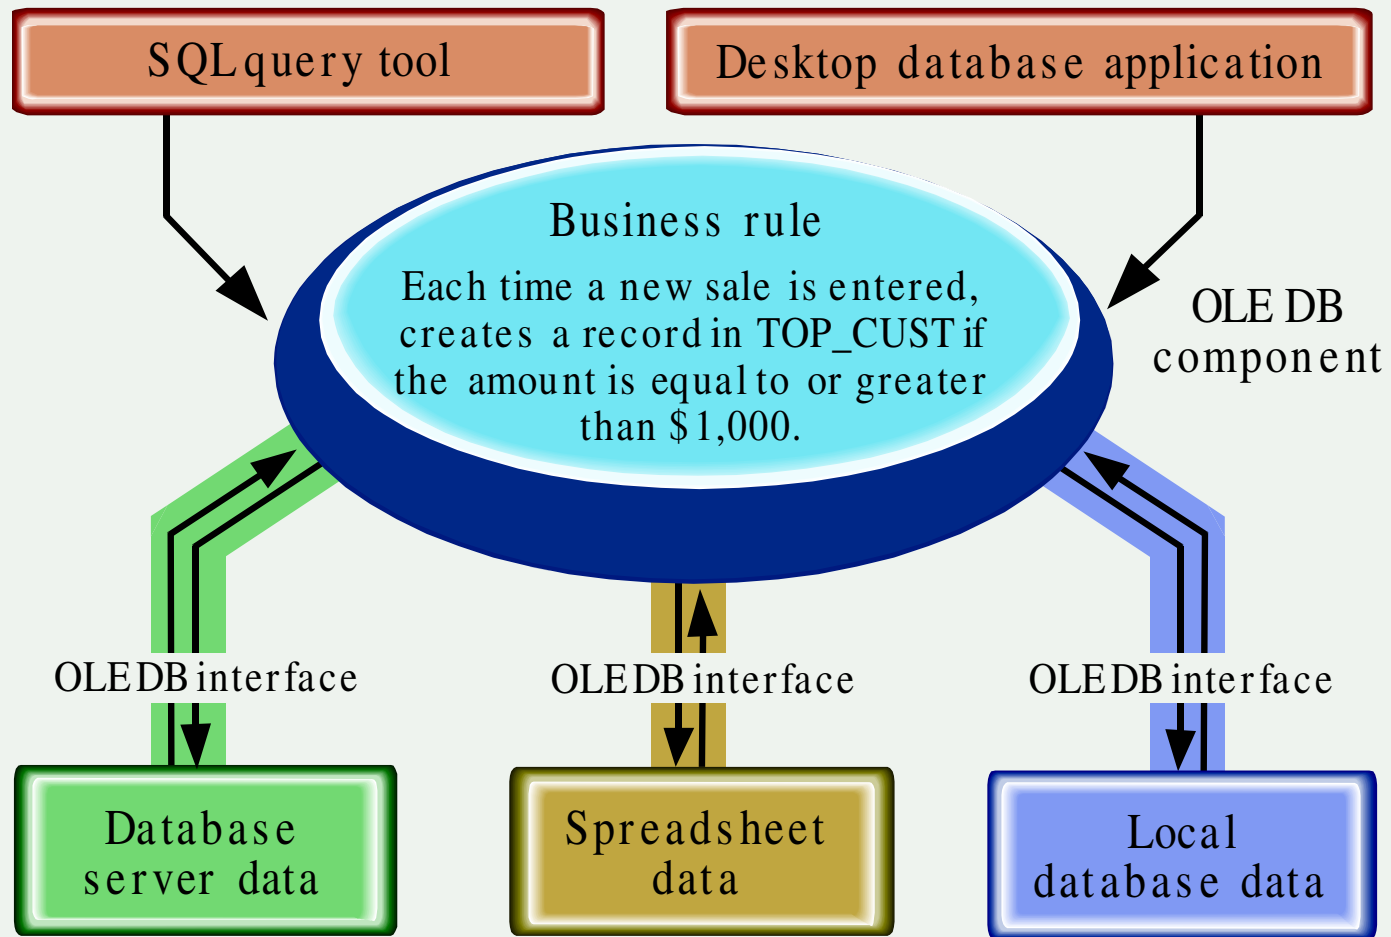 SQL query tool
Desktop database application
Business rule
Each time a new sale is entered,
creates a record in TOP_CUST if
the amount is equal to or greater
than $1,000.
OLE DB
component
OLE DB interface
OLE DB interface
OLE DB interface
Database
server data
Spreadsheet
data
Local
database data